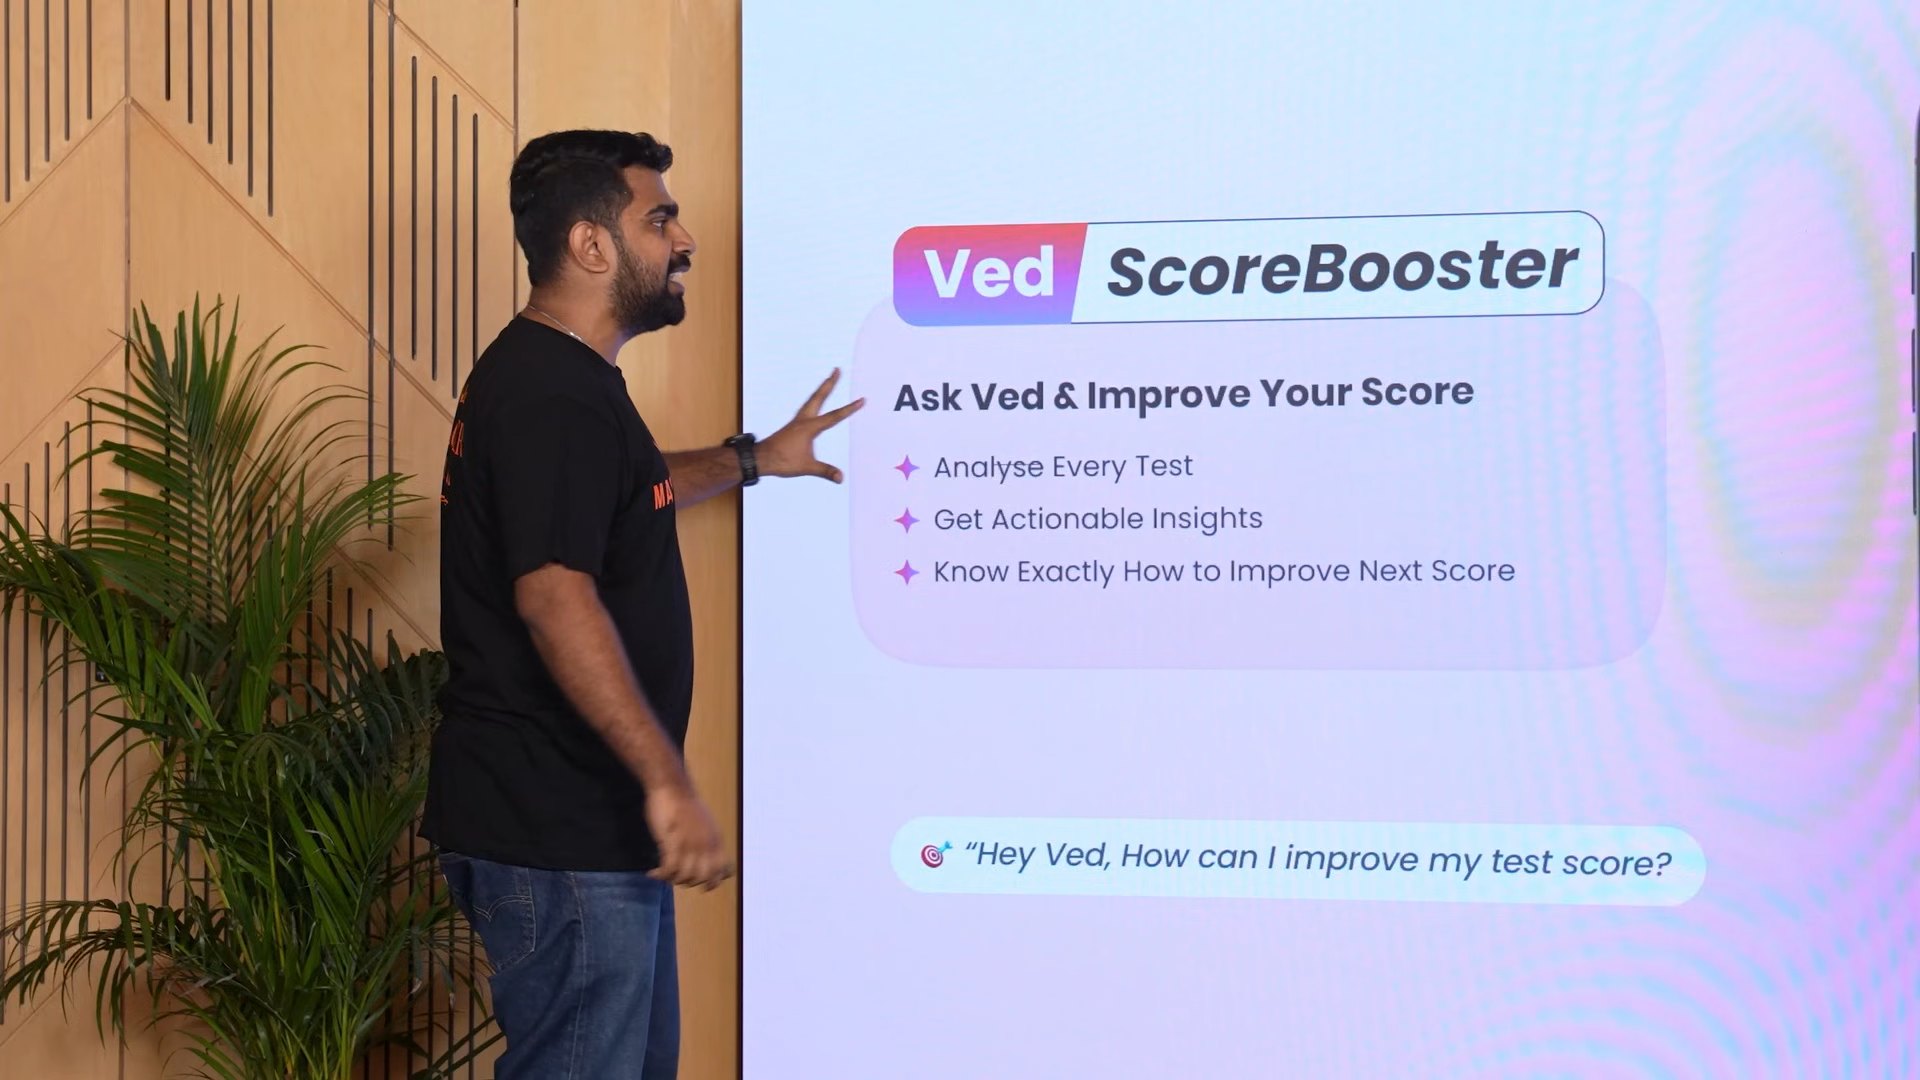 Ved ScoreBooster
Ask Ved & Improve Your Score
Analyse Every Test
Get Actionable Insights
Know Exactly How to Improve Next Score
“Hey Ved, How can I improve my test score?
MA